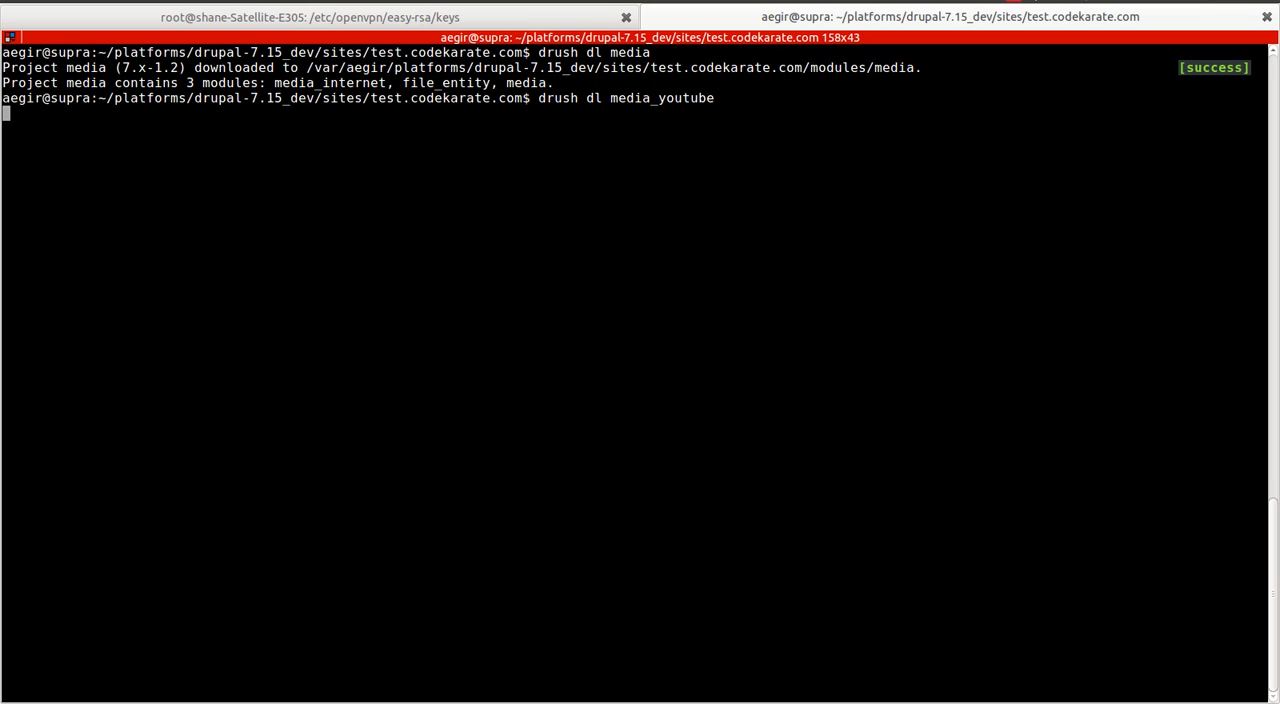 root@shane-Satellite-E305: /etc/openvpn/easy-rsa/keys
aegir@supra: ~/platforms/drupal-7.15_dev/sites/test.codekarate.com
aegir@supra: ~/platforms/drupal-7.15_dev/sites/test.codekarate.com 158x43
aegir@supra:~/platforms/drupal-7.15_dev/sites/test.codekarate.com$ drush dl media
Project media (7.x-1.2) downloaded to /var/aegir/platforms/drupal-7.15_dev/sites/test.codekarate.com/modules/media. [success]
Project media contains 3 modules: media_internet, file_entity, media.
aegir@supra:~/platforms/drupal-7.15_dev/sites/test.codekarate.com$ drush dl media_youtube